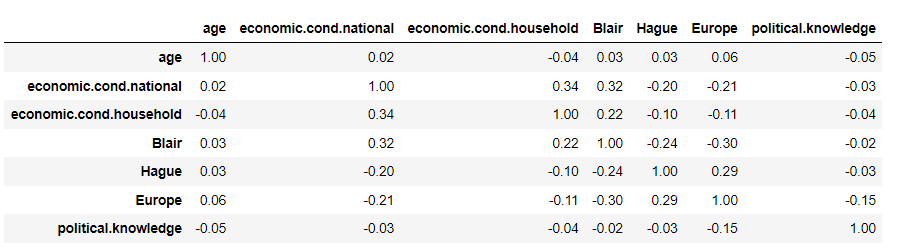 age economic.cond.national economic.cond.household Blair Hague Europe political.knowledge
age 1.00 0.02 -0.04 0.03 0.03 0.06 -0.05
economic.cond.national 0.02 1.00 0.34 0.32 -0.20 -0.21 -0.03
economic.cond.household -0.04 0.34 1.00 0.22 -0.10 -0.11 -0.04
Blair 0.03 0.32 0.22 1.00 -0.24 -0.30 -0.02
Hague 0.03 -0.20 -0.10 -0.24 1.00 0.29 -0.03
Europe 0.06 -0.21 -0.11 -0.30 0.29 1.00 -0.15
political.knowledge -0.05 -0.03 -0.04 -0.02 -0.03 -0.15 1.00